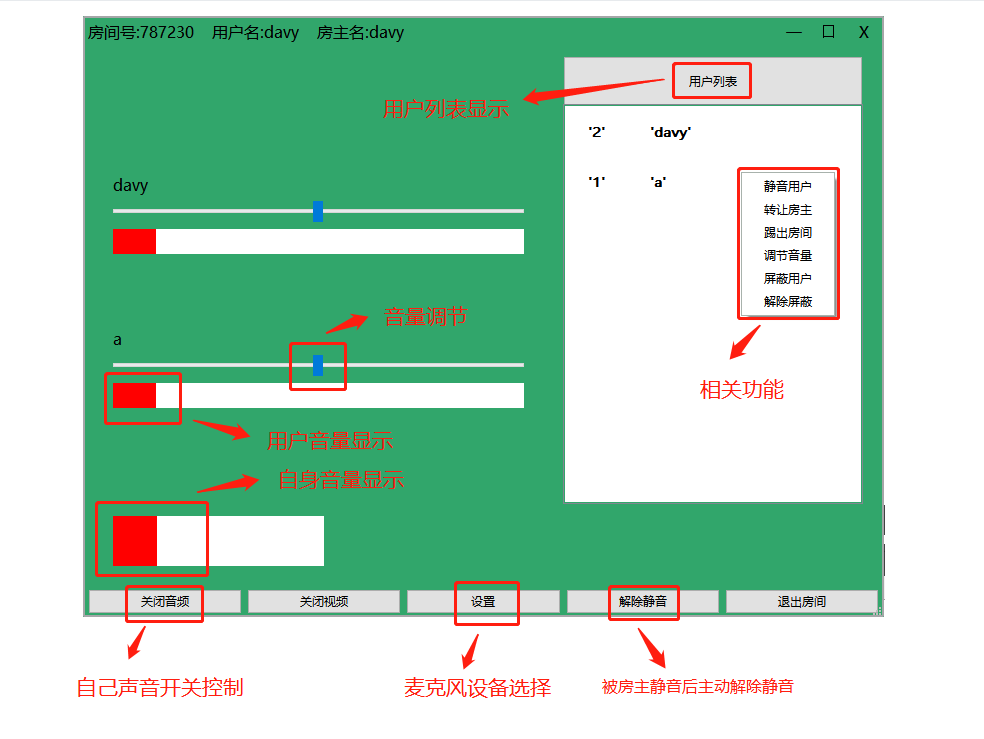 房间号:787230 用户名:davy 房主名:davy — □ X
用户列表
用户列表显示
'2' 'davy'
'1' 'a'
静音用户
转让房主
踢出房间
调节音量
屏蔽用户
解除屏蔽
相关功能
davy
音量调节
a
用户音量显示
自身音量显示
关闭音频 关闭视频 设置 解除静音 退出房间
自己声音开关控制 麦克风设备选择 被房主静音后主动解除静音